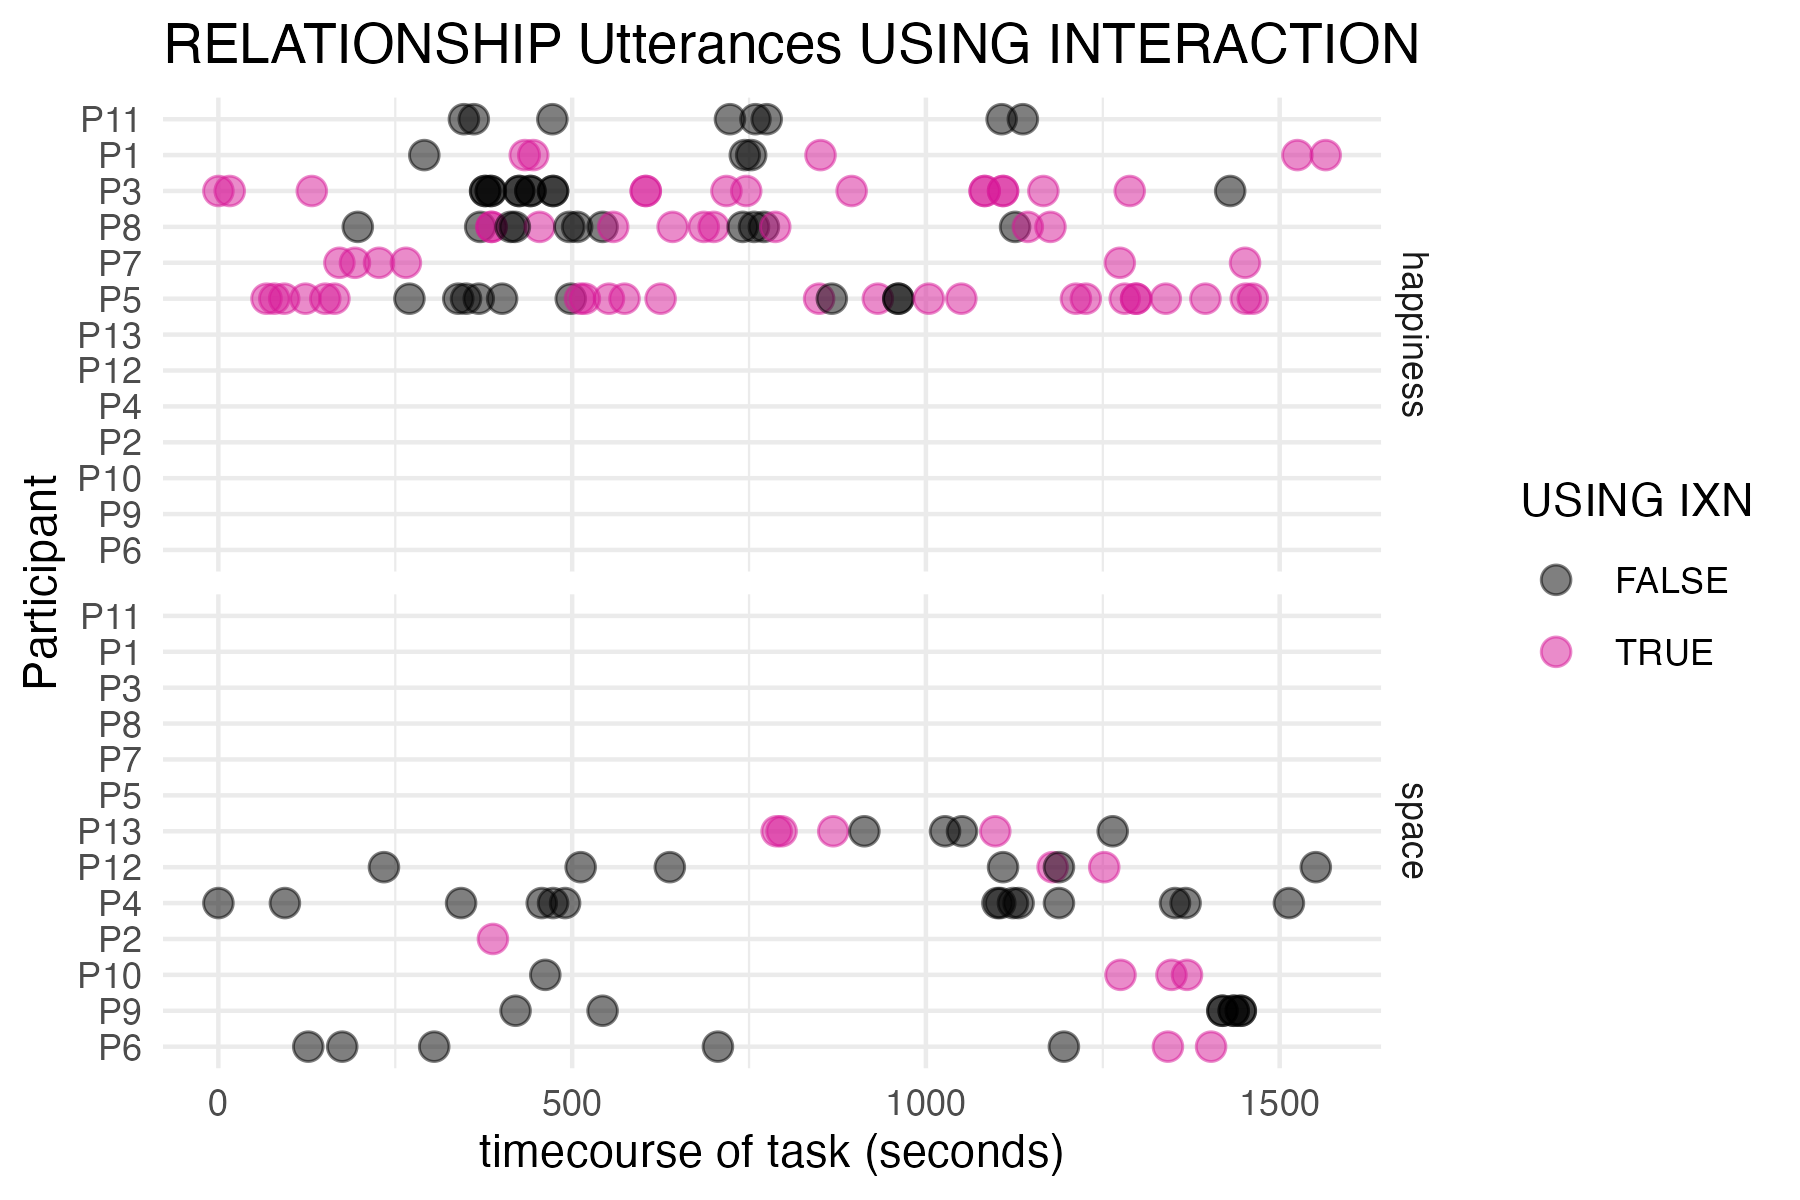 RELATIONSHIP Utterances USING INTERACTION
Participant
P11
P1
P3
P8
P7
P5
P13
P12
P4
P2
P10
P9
P6
happiness
P11
P1
P3
P8
P7
P5
P13
P12
P4
P2
P10
P9
P6
space
0 500 1000 1500
timecourse of task (seconds)
USING IXN
FALSE
TRUE